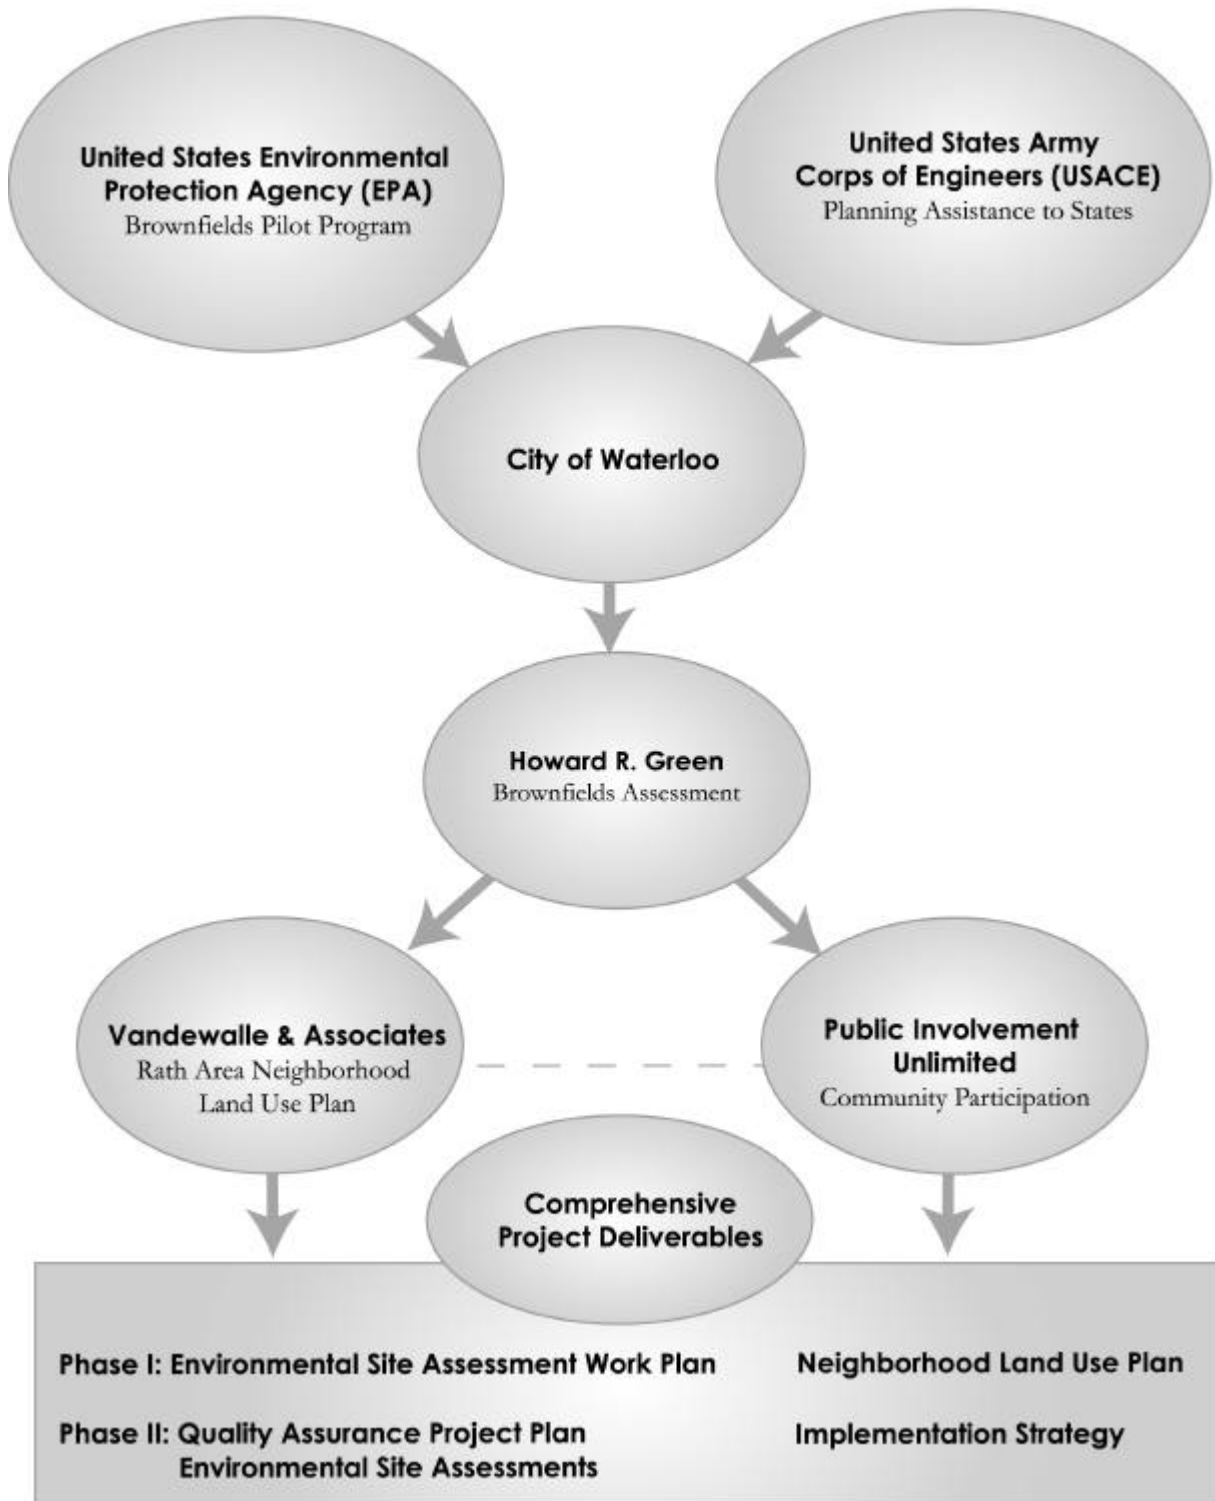 United States Environmental
Protection Agency (EPA)
Brownfields Pilot Program
United States Army
Corps of Engineers (USACE)
Planning Assistance to States
City of Waterloo
Howard R. Green
Brownfields Assessment
Vandewalle & Associates
Rath Area Neighborhood
Land Use Plan
Public Involvement
Unlimited
Community Participation
Comprehensive
Project Deliverables
Phase I: Environmental Site Assessment Work Plan
Phase II: Quality Assurance Project Plan
Environmental Site Assessments
Neighborhood Land Use Plan
Implementation Strategy